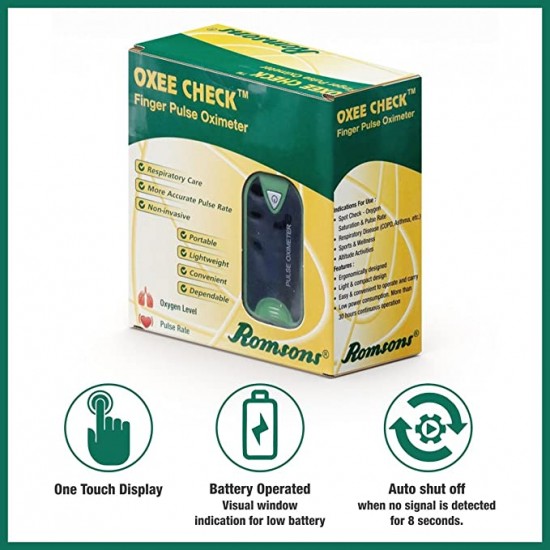 Romsons
OXEE CHECK™
Finger Pulse Oximeter
Respiratory Care
More Accurate Pulse Rate
Non-invasive
Portable
Lightweight
Convenient
Dependable
Oxygen Level
Pulse Rate
PULSE OXIMETER
Romsons®
OXEE CHECK™
Finger Pulse Oximeter
Indications For Use :
• Spot Check - Oxygen
Saturation & Pulse Rate
• Respiratory Disease (COPD, Asthma, etc.)
• Sports & Wellness
• Altitude Activities
Features :
• Ergonomically designed
• Light & compact design
• Easy & convenient to operate and carry
• Low power consumption. More than
30 hours continuous operation
Romsons®
One Touch Display
Battery Operated
Visual window
indication for low battery
Auto shut off
when no signal is detected
for 8 seconds.